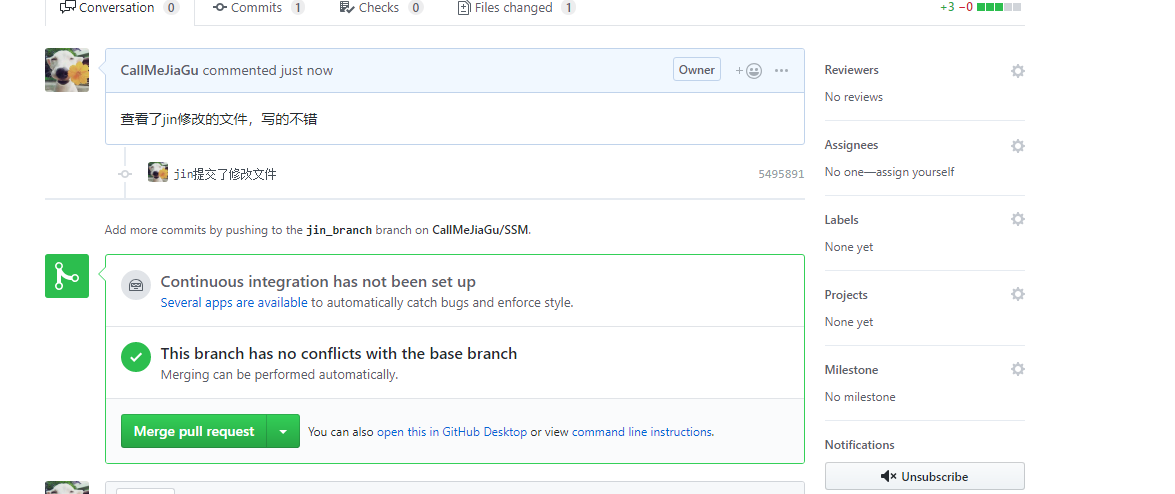 Conversation 0 Commits 1 Checks 0 Files changed 1 +3 −0
CallMeJiaGu commented just now Owner
查看了jin修改的文件，写的不错
jin提交了修改文件 5495891
Add more commits by pushing to the jin_branch branch on CallMeJiaGu/SSM.
Continuous integration has not been set up
Several apps are available to automatically catch bugs and enforce style.
This branch has no conflicts with the base branch
Merging can be performed automatically.
Merge pull request You can also open this in GitHub Desktop or view command line instructions.
Reviewers
No reviews
Assignees
No one—assign yourself
Labels
None yet
Projects
None yet
Milestone
No milestone
Notifications
Unsubscribe